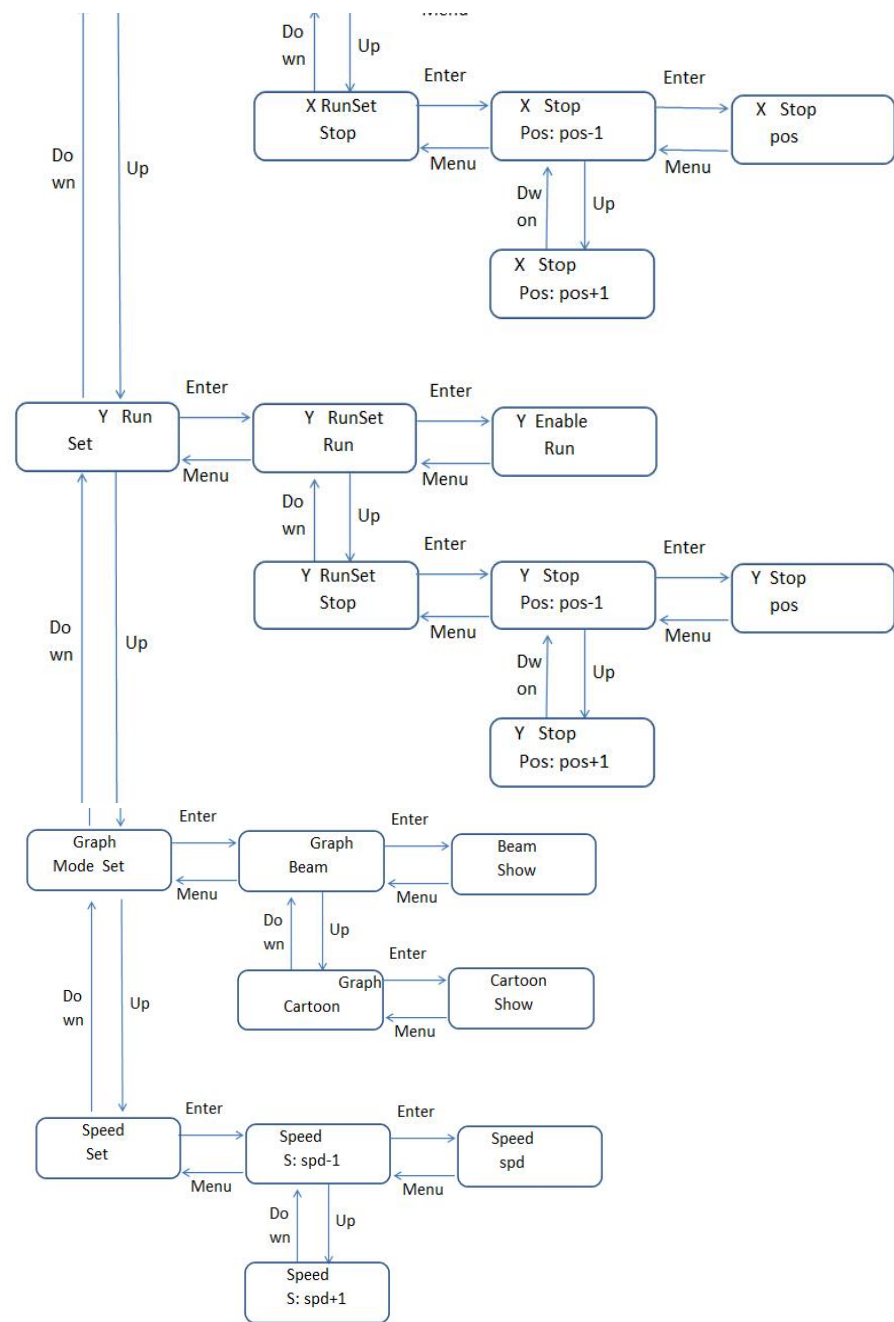 Menu
Do
wn
Up
Enter
Enter
X RunSet
Stop
X Stop
Pos: pos-1
X Stop
pos
Menu
Menu
Do
wn
Up
Dw
on
Up
X Stop
Pos: pos+1
Enter
Enter
Y Run
Set
Y RunSet
Run
Y Enable
Run
Menu
Menu
Do
wn
Up
Enter
Enter
Y RunSet
Stop
Y Stop
Pos: pos-1
Y Stop
pos
Menu
Menu
Do
wn
Up
Dw
on
Up
Y Stop
Pos: pos+1
Enter
Enter
Graph
Mode Set
Graph
Beam
Beam
Show
Menu
Menu
Do
wn
Up
Enter
Graph
Cartoon
Cartoon
Show
Menu
Do
wn
Up
Enter
Enter
Speed
Set
Speed
S: spd-1
Speed
spd
Menu
Menu
Do
wn
Up
Speed
S: spd+1